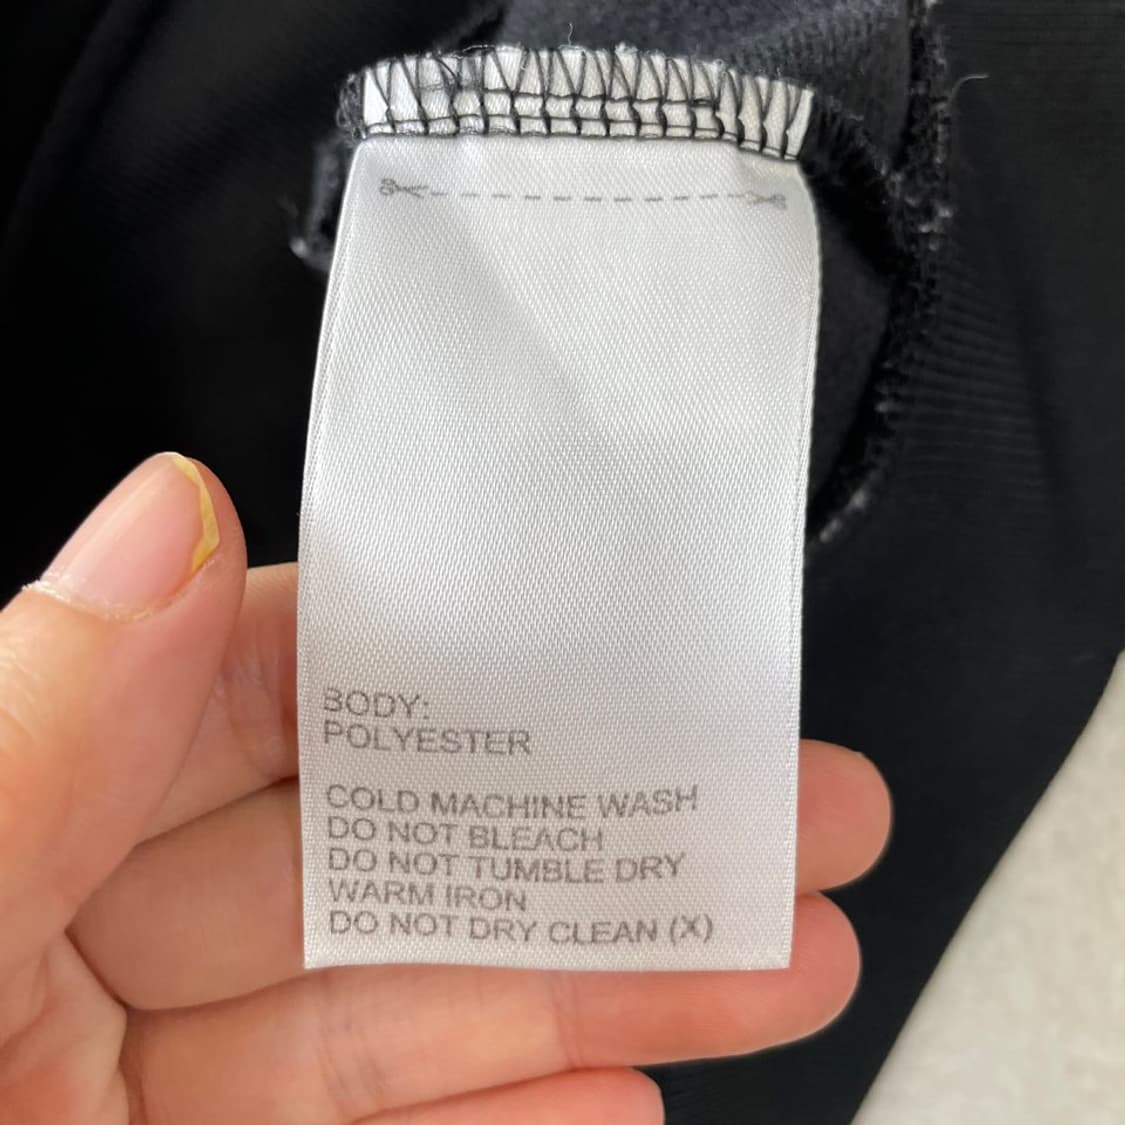 BODY:
POLYESTER
COLD MACHINE WASH
DO NOT BLEACH
DO NOT TUMBLE DRY
WARM IRON
DO NOT DRY CLEAN (X)